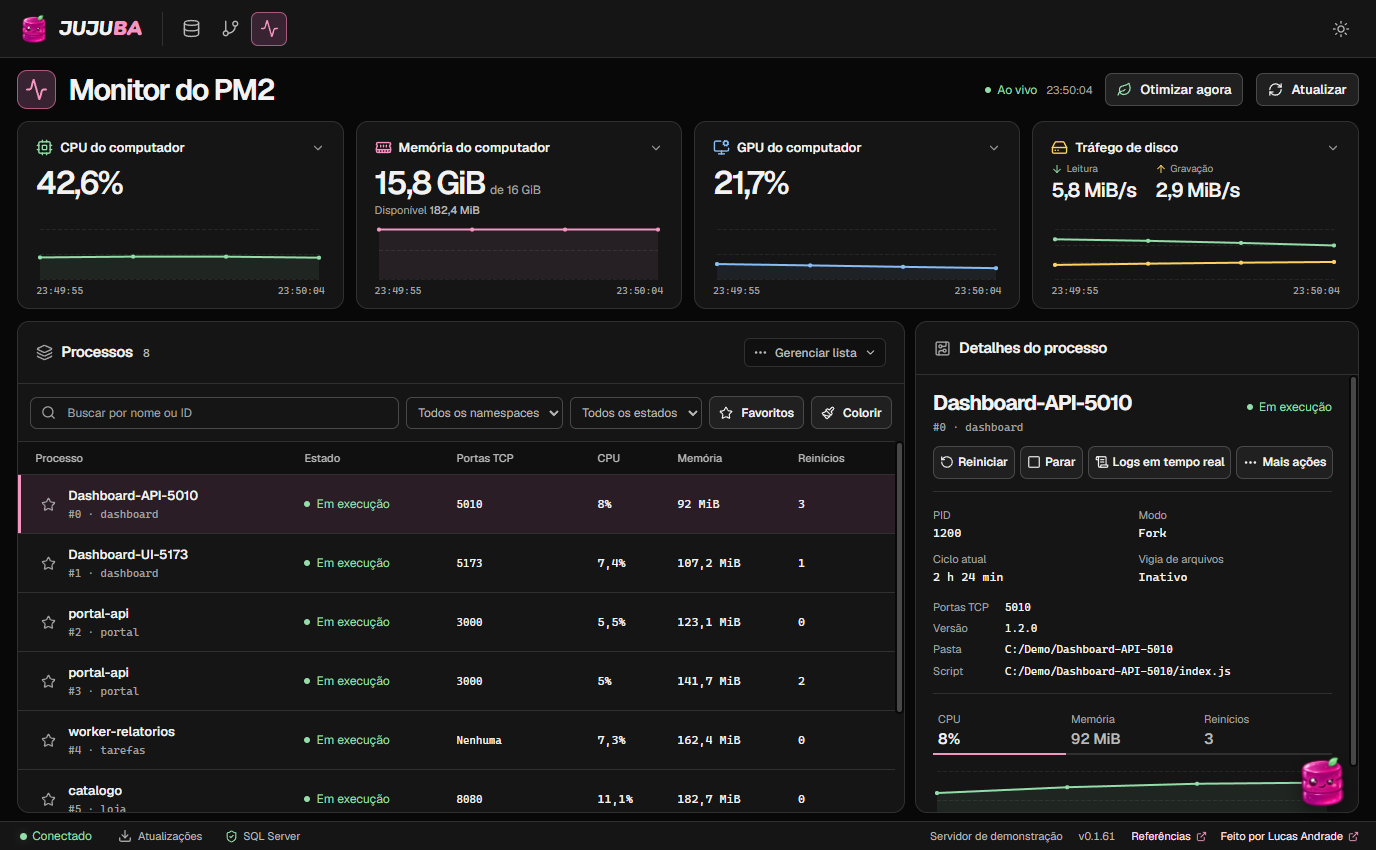 JUJUBA
Monitor do PM2
Ao vivo 23:50:04
Otimizar agora
Atualizar
CPU do computador
42,6%
23:49:55 23:50:04
Memória do computador
15,8 GiB de 16 GIB
Disponível 182,4 MiB
23:49:55 23:50:04
GPU do computador
21,7%
23:49:55 23:50:04
Tráfego de disco
Leitura Gravação
5,8 MiB/s 2,9 MiB/s
23:49:55 23:50:04
Processos 8
Gerenciar lista
Buscar por nome ou ID
Todos os namespaces
Todos os estados
Favoritos
Colorir
Processo Estado Portas TCP CPU Memória Reinícios
Dashboard-API-5010
#0 · dashboard
Em execução 5010 8% 92 MiB 3
Dashboard-UI-5173
#1 · dashboard
Em execução 5173 7,4% 107,2 MiB 1
portal-api
#2 · portal
Em execução 3000 5,5% 123,1 MiB 0
portal-api
#3 · portal
Em execução 3000 5% 141,7 MiB 2
worker-relatorios
#4 · tarefas
Em execução Nenhuma 7,3% 162,4 MiB 0
catalogo
#5 · loja
Em execução 8080 11,1% 182,7 MiB 0
Detalhes do processo
Dashboard-API-5010
Em execução
#0 · dashboard
Reiniciar
Parar
Logs em tempo real
Mais ações
PID Modo
1200 Fork
Ciclo atual Vigia de arquivos
2 h 24 min Inativo
Portas TCP 5010
Versão 1.2.0
Pasta C:/Demo/Dashboard-API-5010
Script C:/Demo/Dashboard-API-5010/index.js
CPU Memória Reinícios
8% 92 MiB 3
Conectado Atualizações SQL Server
Servidor de demonstração v0.1.61 Referências Feito por Lucas Andrade